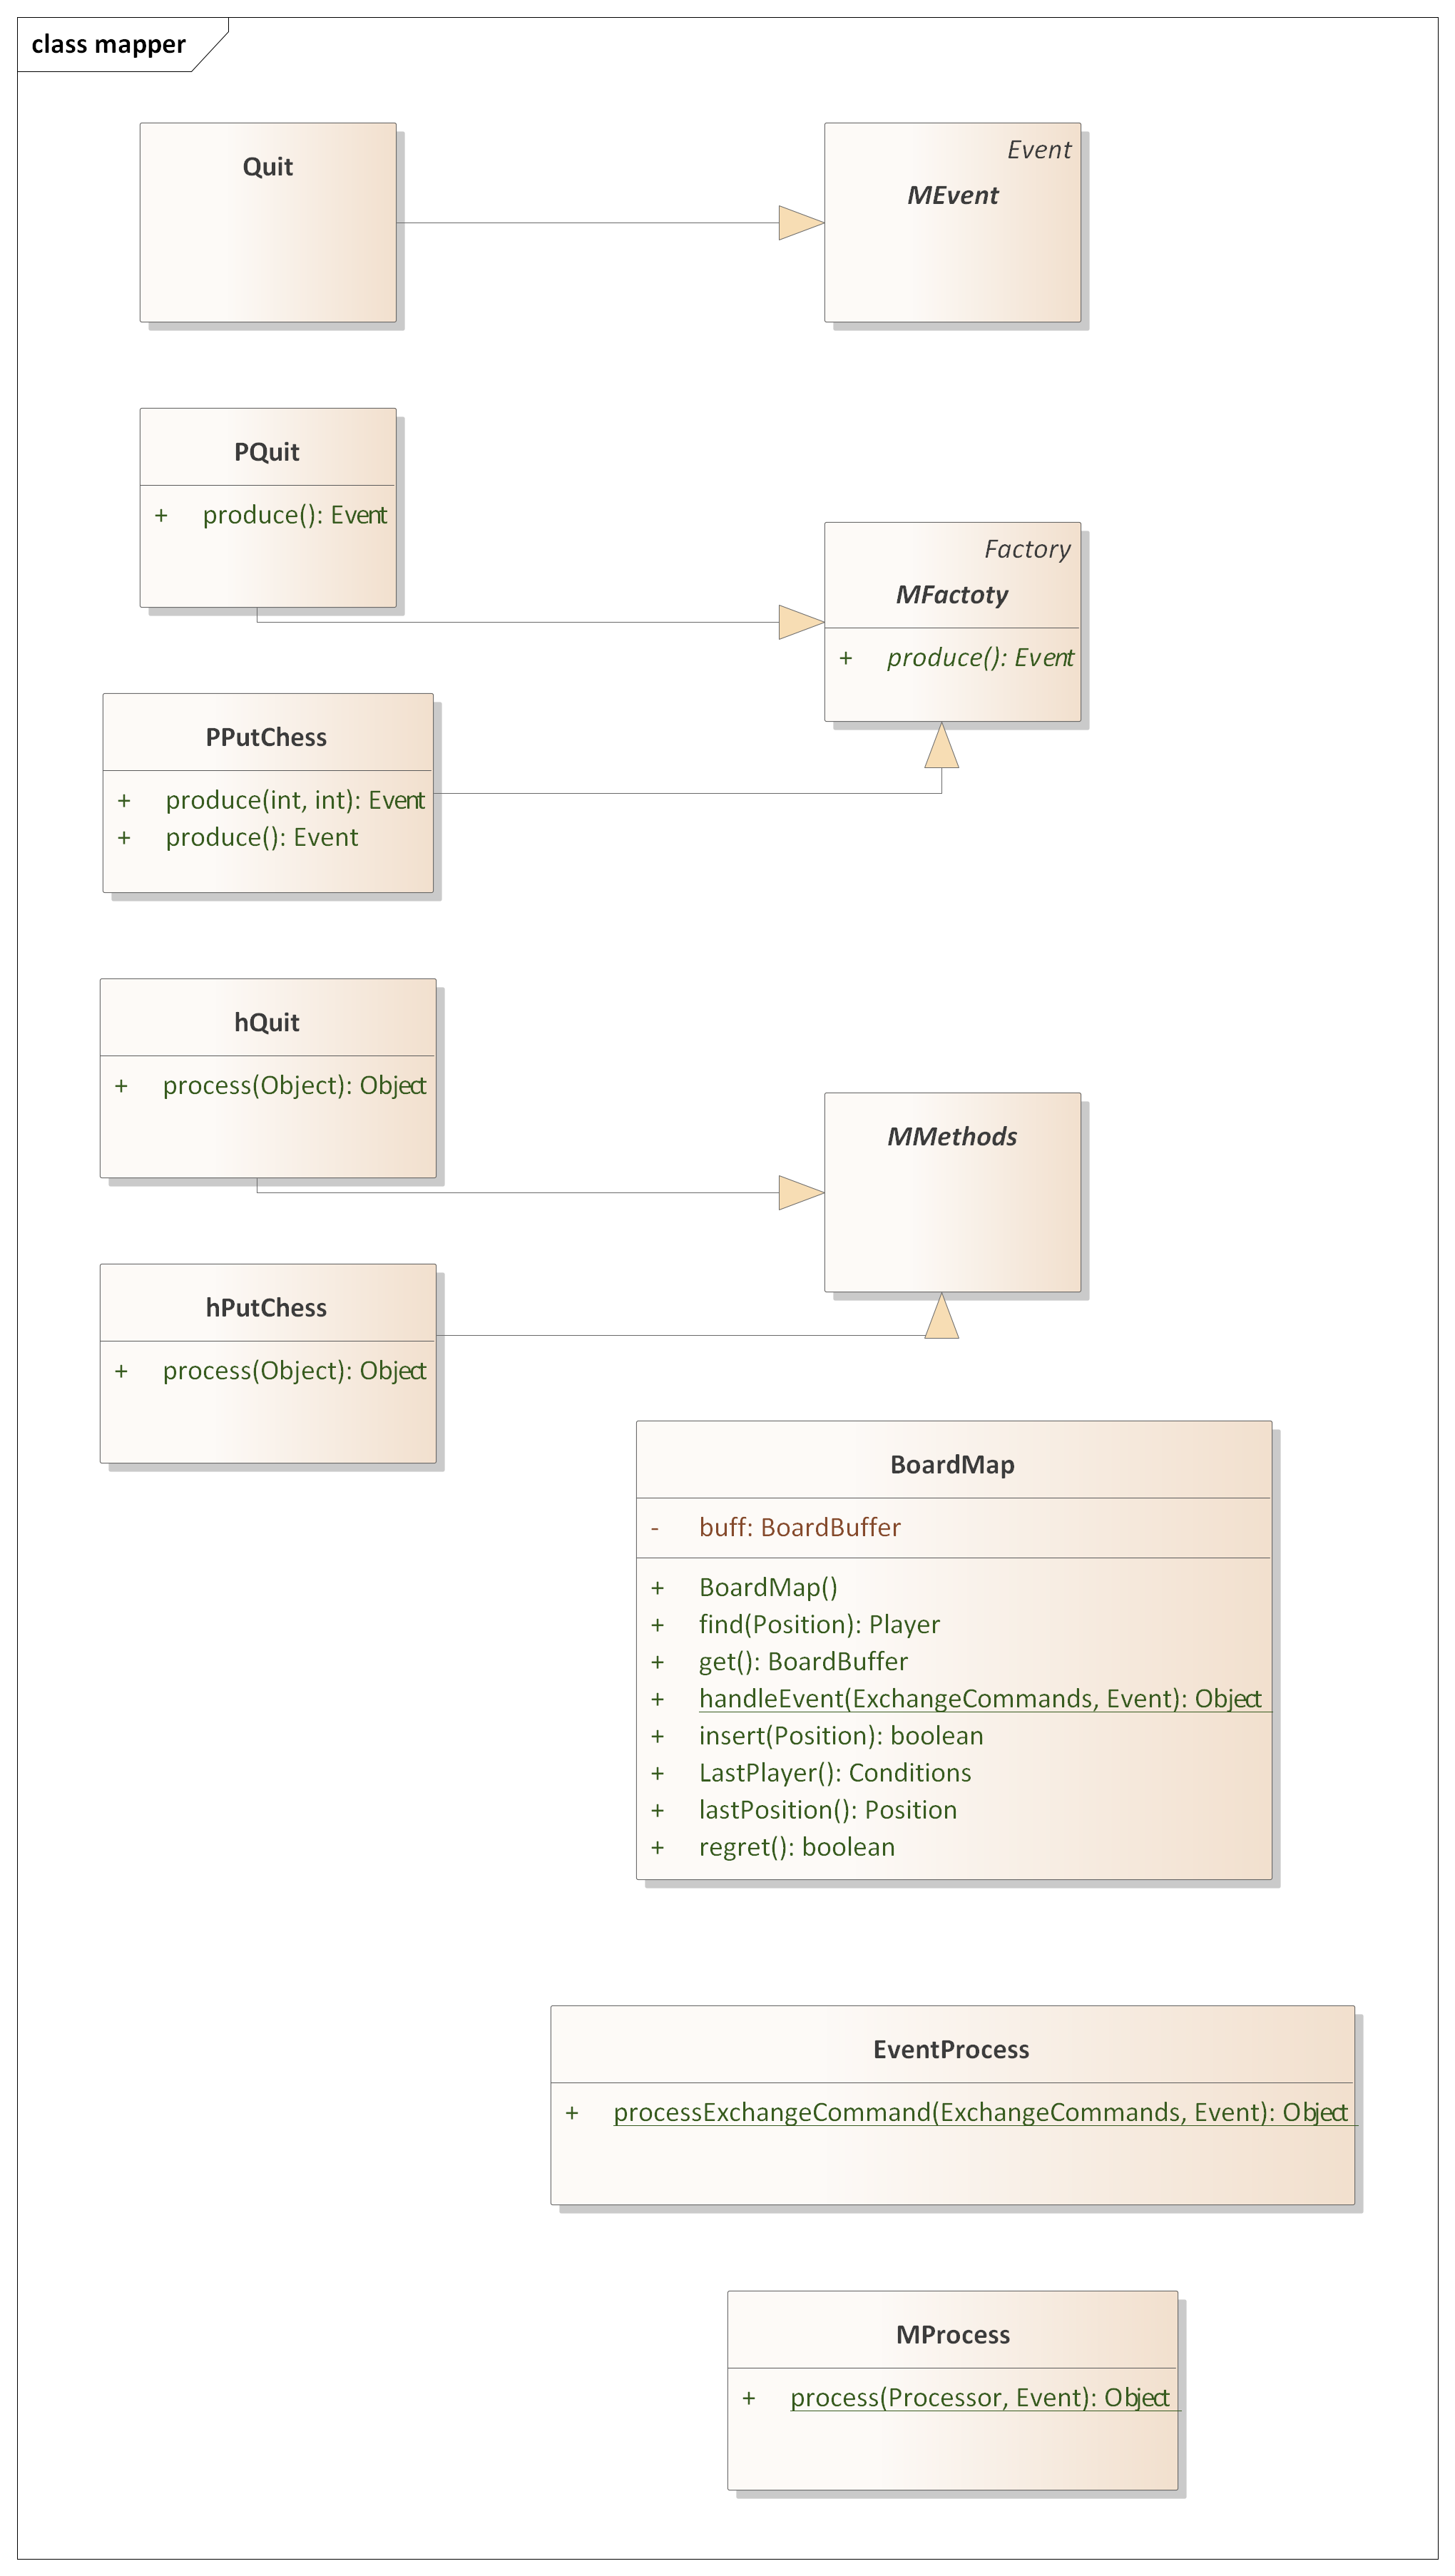 class mapper
Quit
Event
MEvent
PQuit
+ produce(): Event
Factory
MFactoty
+ produce(): Event
PPutChess
+ produce(int, int): Event
+ produce(): Event
hQuit
+ process(Object): Object
MMethods
hPutChess
+ process(Object): Object
BoardMap
- buff: BoardBuffer
+ BoardMap()
+ find(Position): Player
+ get(): BoardBuffer
+ handleEvent(ExchangeCommands, Event): Object
+ insert(Position): boolean
+ LastPlayer(): Conditions
+ lastPosition(): Position
+ regret(): boolean
EventProcess
+ processExchangeCommand(ExchangeCommands, Event): Object
MProcess
+ process(Processor, Event): Object